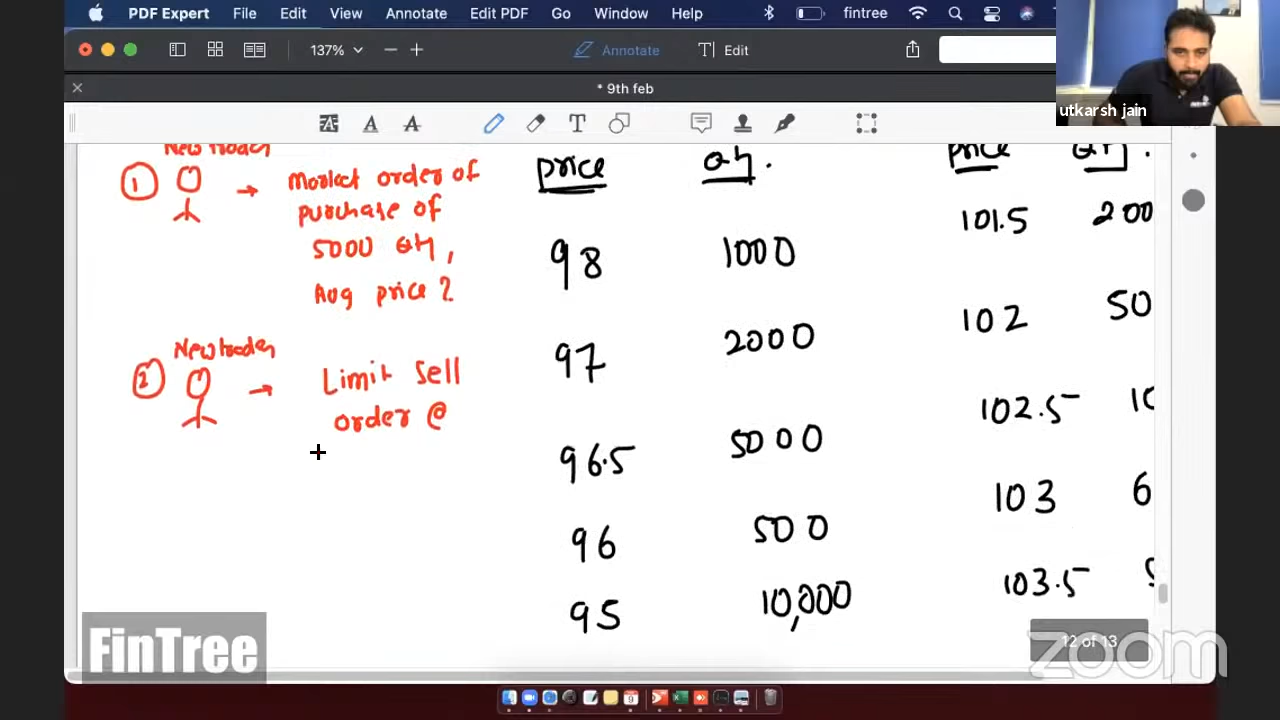 PDF Expert File Edit View Annotate Edit PDF Go Window Help fintree
137% Annotate Edit
utkarsh jain
* 9th feb
New trader
price Qty. price Qty.
1 → Market order of
purchase of
5000 Qty,
Avg price?
98 1000 101.5 200
97 2000 102 50
New trader
2 → Limit sell
order @
96.5 5000 102.5 10
96 500 103 6
95 10,000 103.5
FinTree
12 of 13
zoom